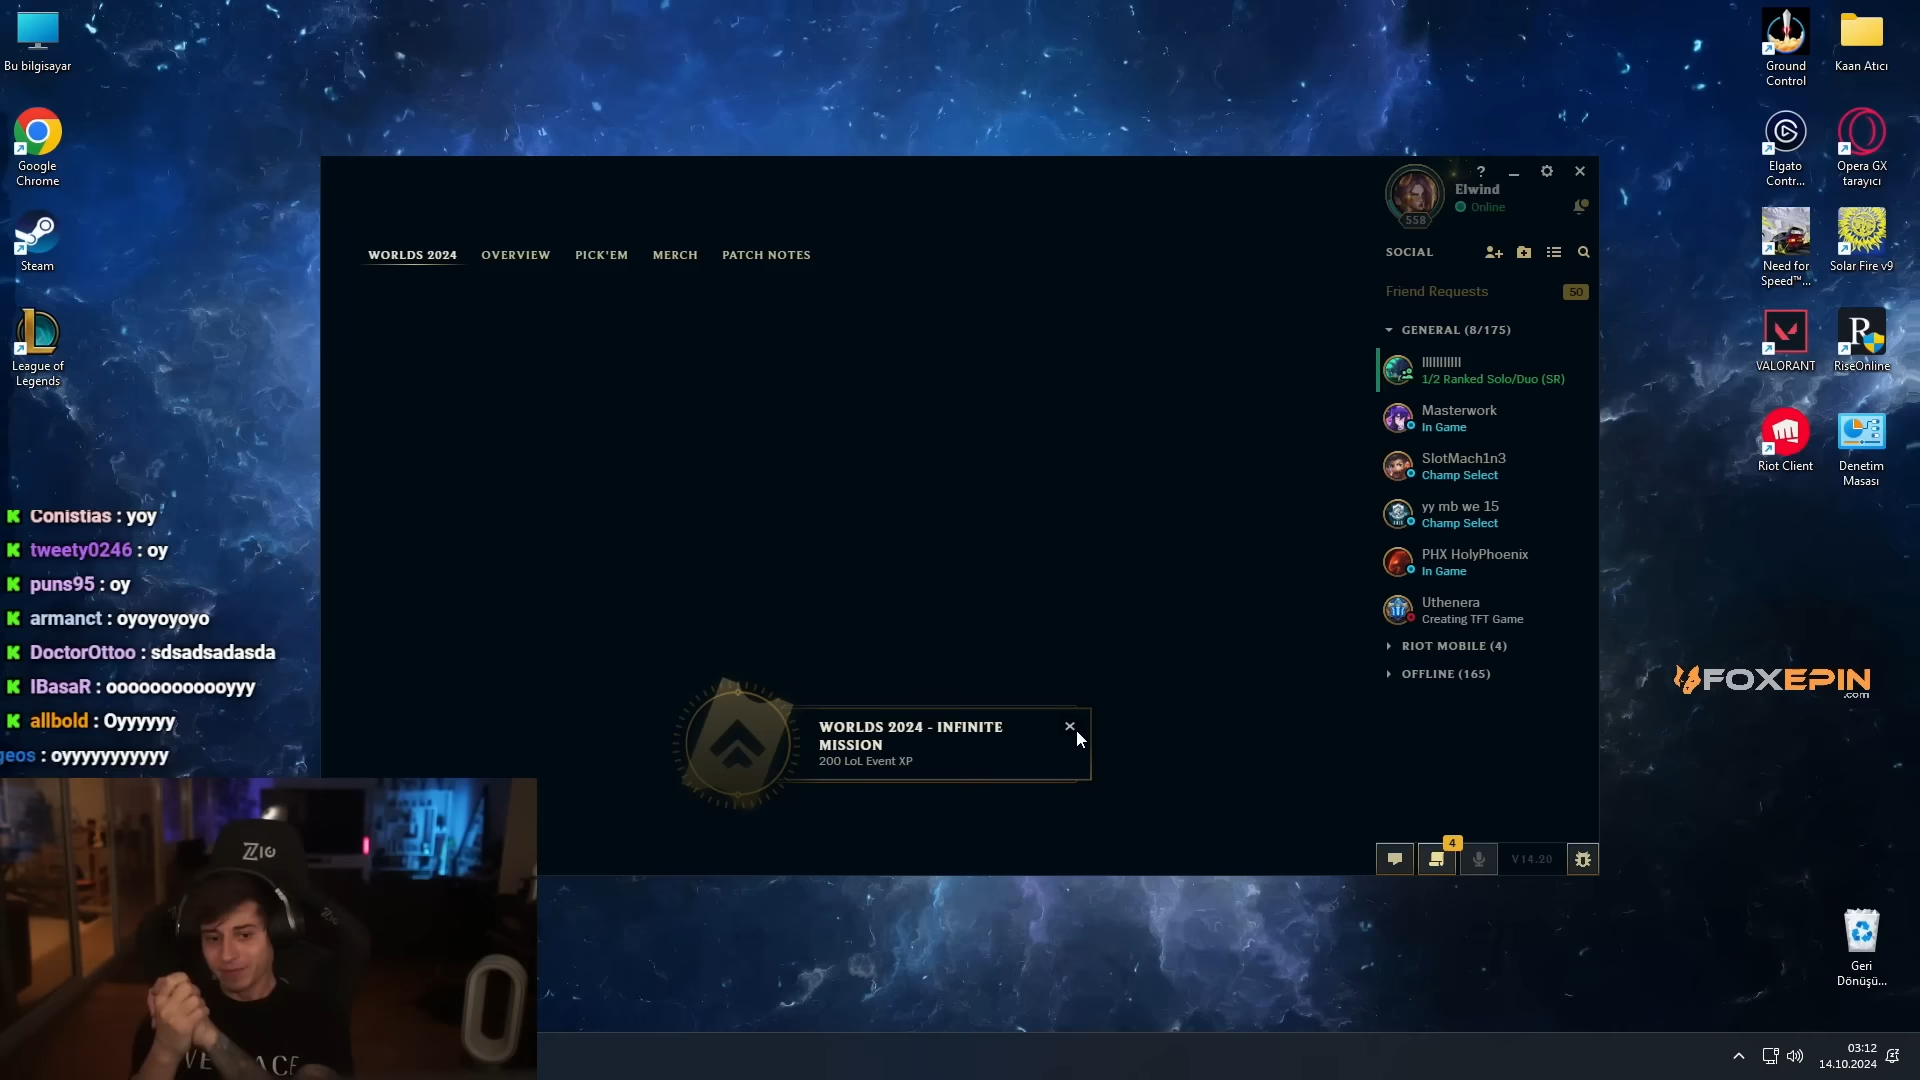 Bu bilgisayar
Google
Chrome
Steam
League of
Legends
Ground
Control
Kaan Atıcı
Elgato
Contr...
Opera GX
tarayıcı
Need for
Speed™...
Solar Fire v9
VALORANT
RiseOnline
Riot Client
Denetim
Masası
Geri
Dönüşü...
WORLDS 2024
OVERVIEW
PICK'EM
MERCH
PATCH NOTES
?
Elwind
Online
558
SOCIAL
Friend Requests
50
GENERAL (8/175)
1/2 Ranked Solo/Duo (SR)
Masterwork
In Game
SlotMach1n3
Champ Select
yy mb we 15
Champ Select
PHX HolyPhoenix
In Game
Uthenera
Creating TFT Game
RIOT MOBILE (4)
OFFLINE (165)
WORLDS 2024 - INFINITE
MISSION
200 LoL Event XP
4
V14.20
Conistias : yoy
tweety0246 : oy
puns95 : oy
armanct : oyoyoyoyo
DoctorOttoo : sdsadsadasda
IBasaR : oooooooooooyyy
allbold : Oyyyyyy
geos : oyyyyyyyyyyy
FOXEPIN
.com
03:12
14.10.2024